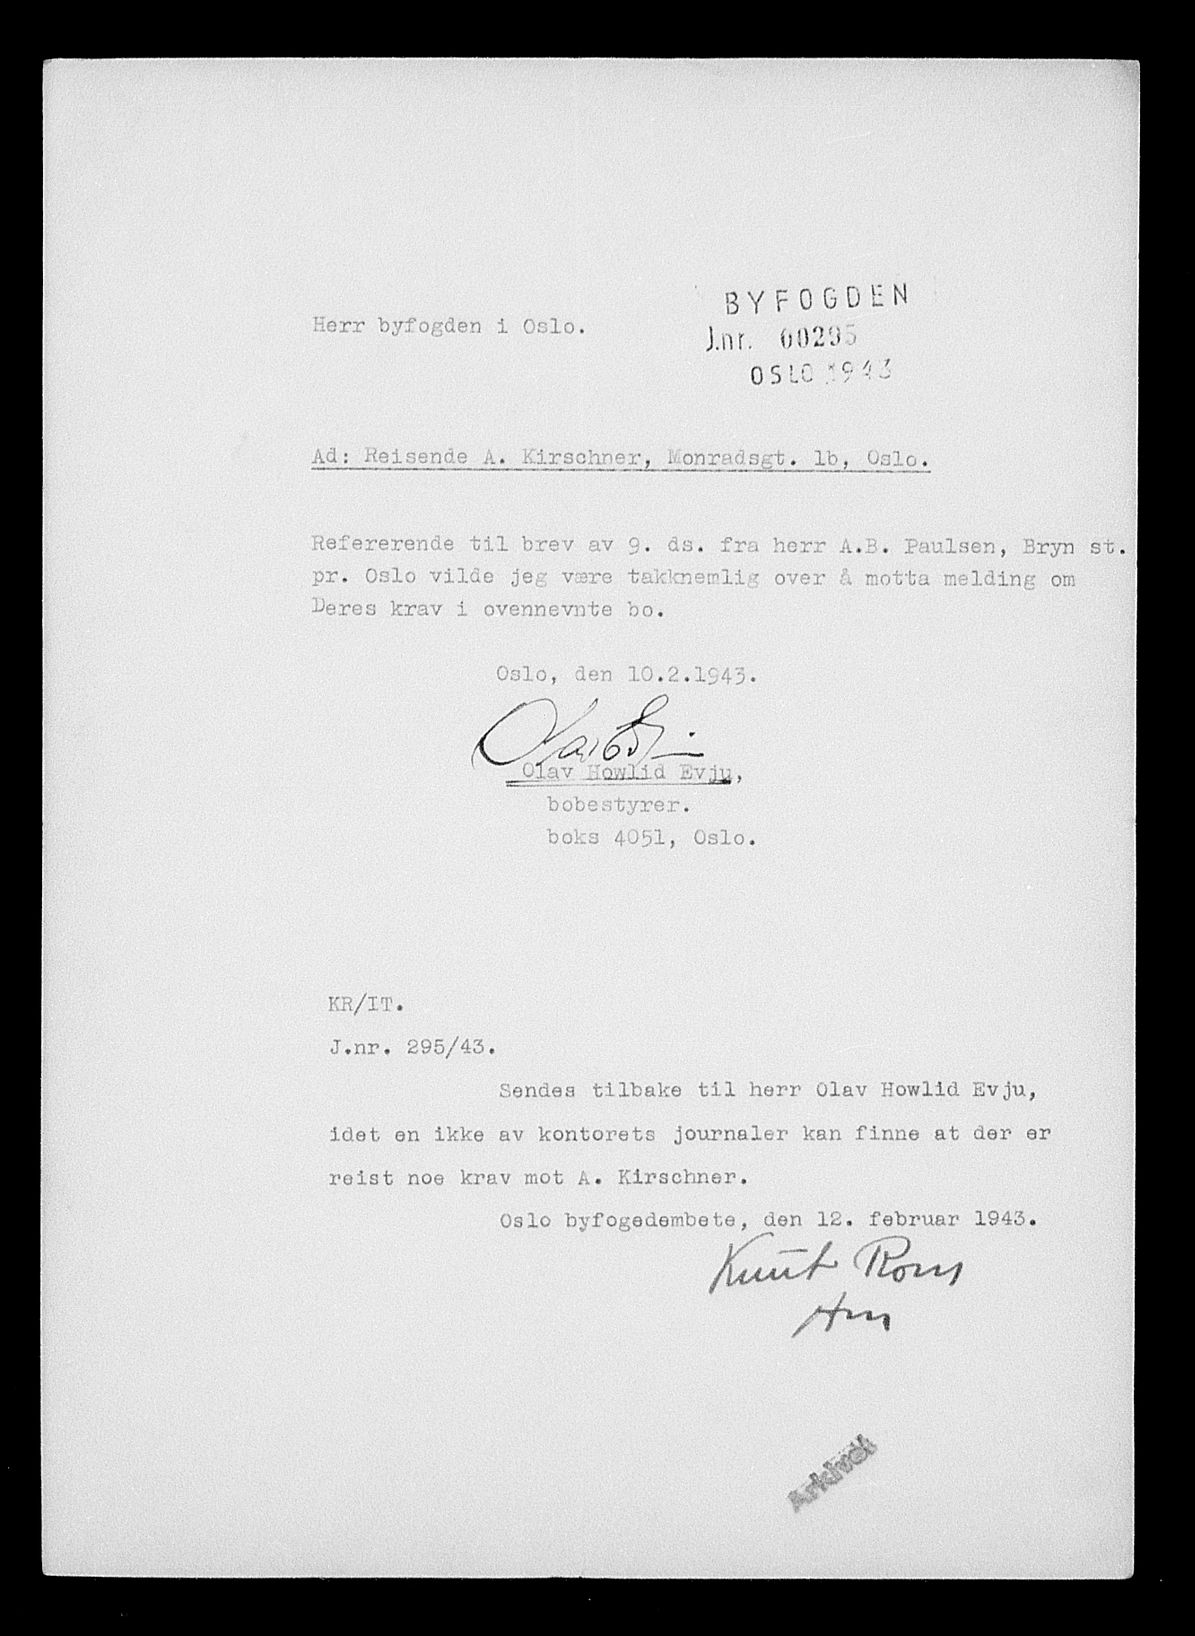 BYFOGDEN
Herr byfogden i Oslo.
J.nr. 00295
OSLO 1943
Ad: Reisende A. Kirschner, Monradsgt. 1b, Oslo.
Refererende til brev av 9. ds. fra herr A.B. Paulsen, Bryn st.
pr. Oslo vilde jeg være takknemlig over å motta melding om
Deres krav i ovennevnte bo.
Oslo, den 10.2.1943.
Olav Howlid Evju,
bobestyrer.
boks 4051, Oslo.
KR/IT.
J.nr. 295/43.
Sendes tilbake til herr Olav Howlid Evju,
idet en ikke av kontorets journaler kan finne at der er
reist noe krav mot A. Kirschner.
Oslo byfogedembete, den 12. februar 1943.
Knut
Arkivet